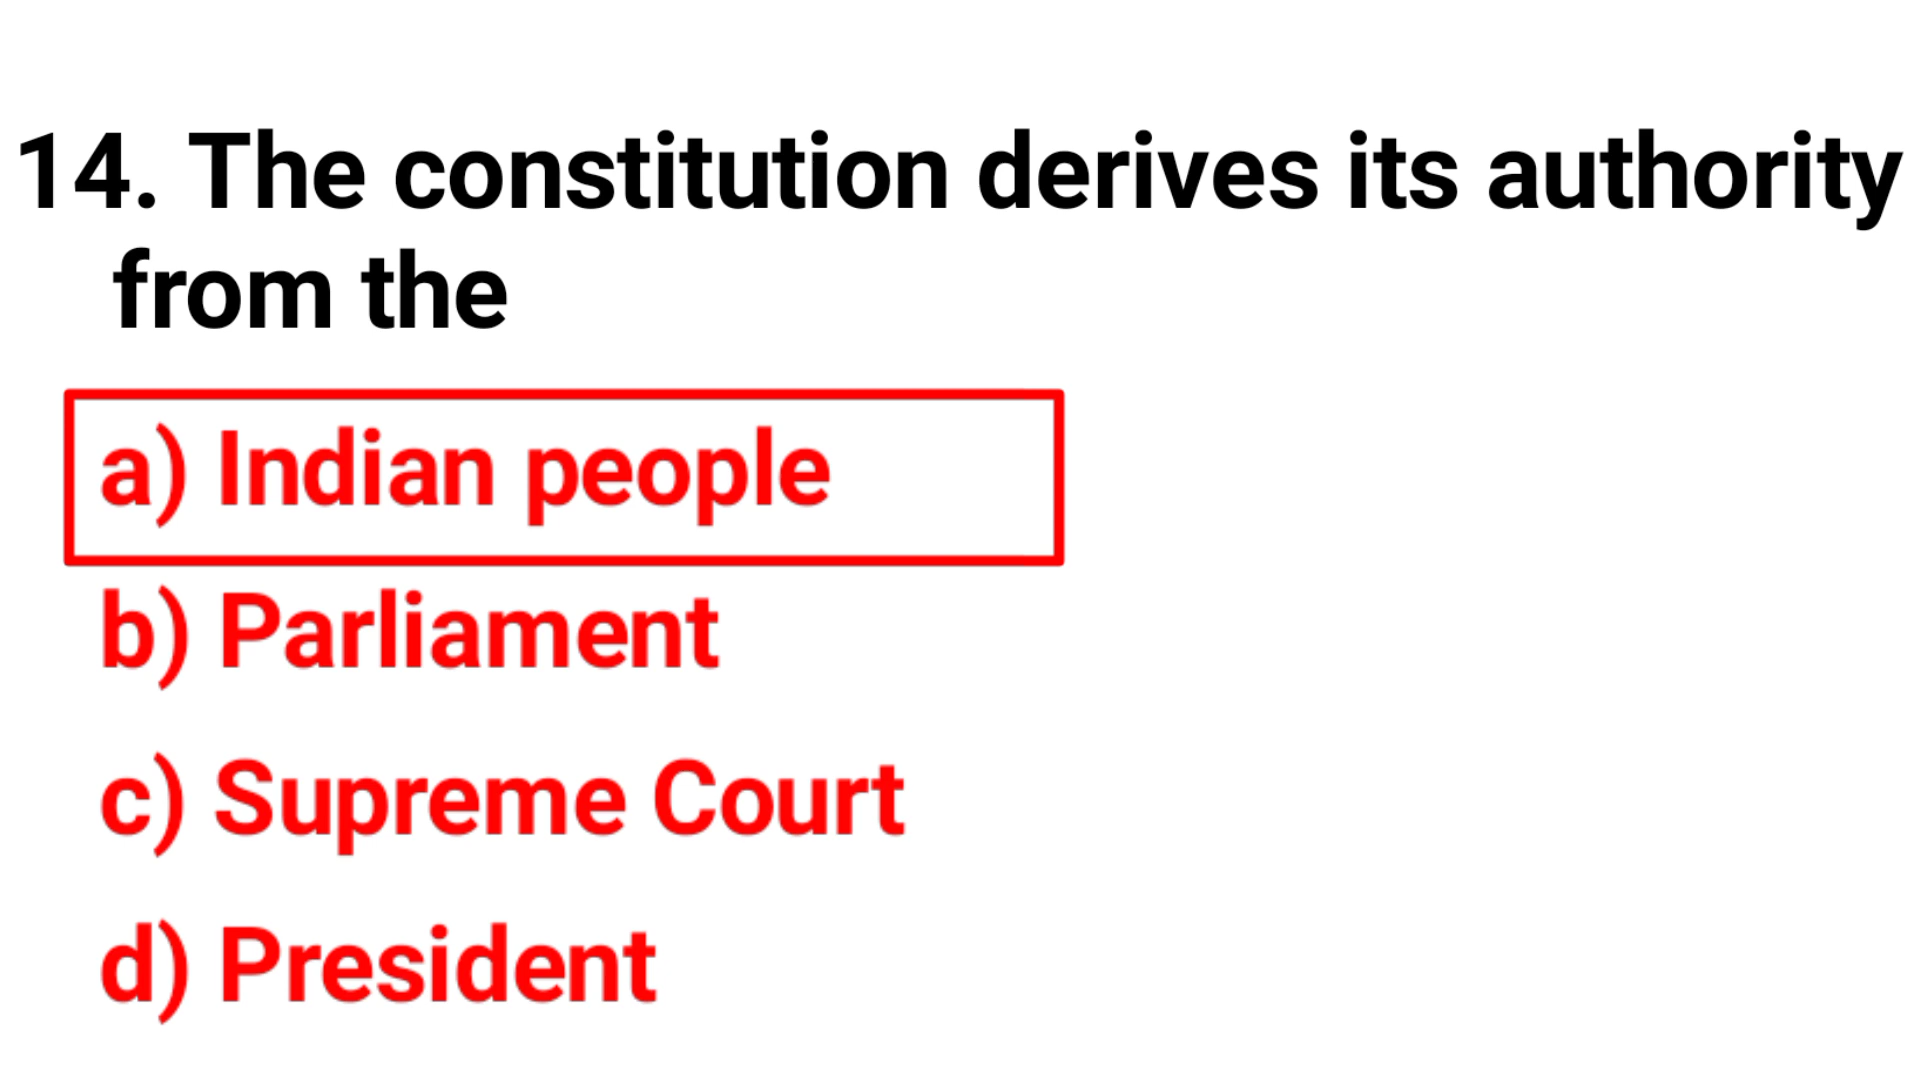 14. The constitution derives its authority
from the
a) Indian people
b) Parliament
c) Supreme Court
d) President